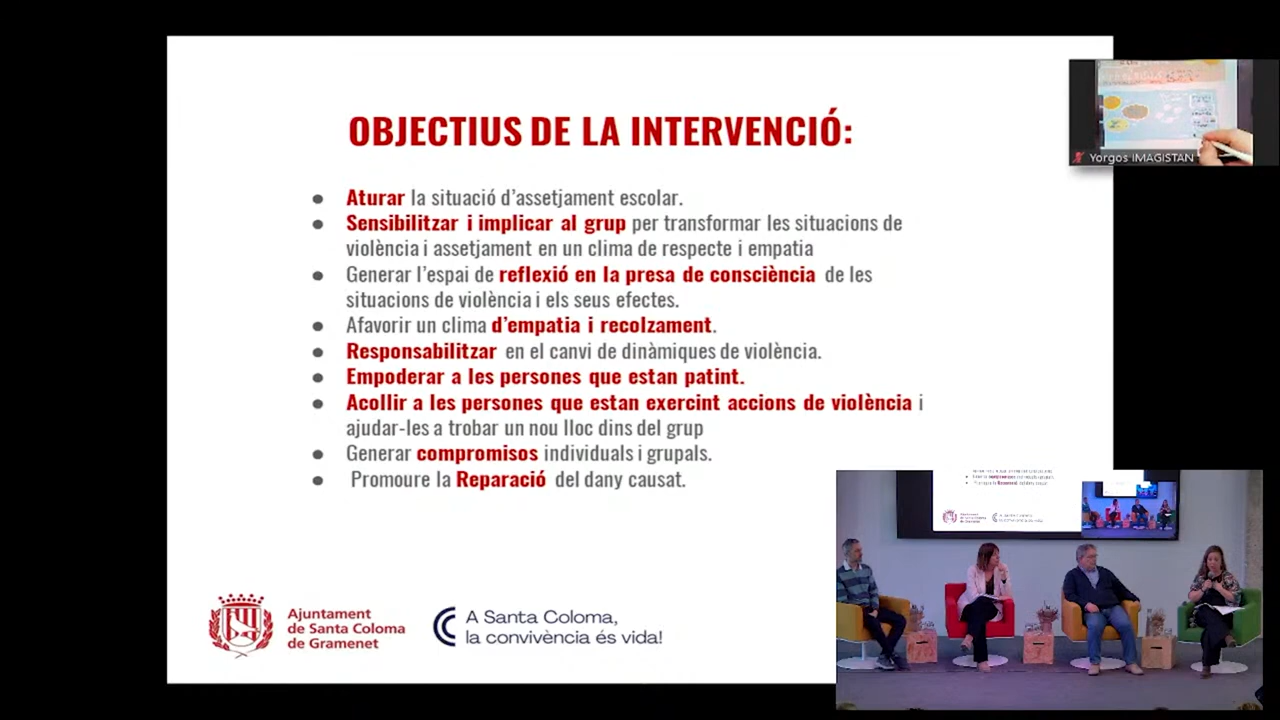 OBJECTIUS DE LA INTERVENCIÓ:
● Aturar la situació d'assetjament escolar.
● Sensibilitzar i implicar al grup per transformar les situacions de
violència i assetjament en un clima de respecte i empatia
● Generar l'espai de reflexió en la presa de consciència de les
situacions de violència i els seus efectes.
● Afavorir un clima d'empatia i recolzament.
● Responsabilitzar en el canvi de dinàmiques de violència.
● Empoderar a les persones que estan patint.
● Acollir a les persones que estan exercint accions de violència i
ajudar-les a trobar un nou lloc dins del grup
● Generar compromisos individuals i grupals.
● Promoure la Reparació del dany causat.
Ajuntament
de Santa Coloma
de Gramenet
A Santa Coloma,
la convivència és vida!
Yorgos IMAGISTAN